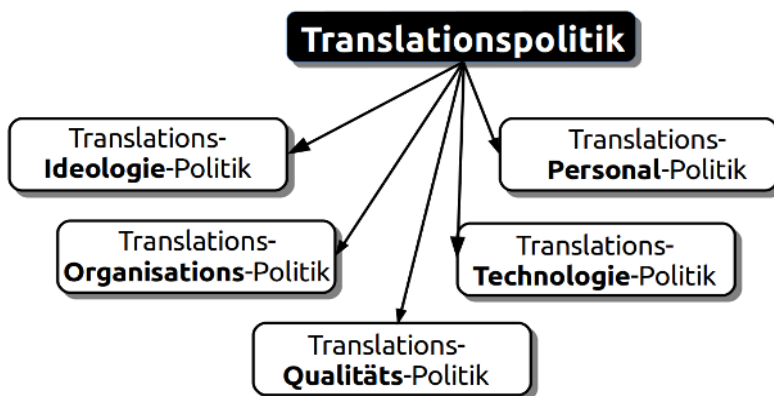 Translationspolitik
Translations-
Ideologie-Politik
Translations-
Personal-Politik
Translations-
Organisations-Politik
Translations-
Technologie-Politik
Translations-
Qualitäts-Politik